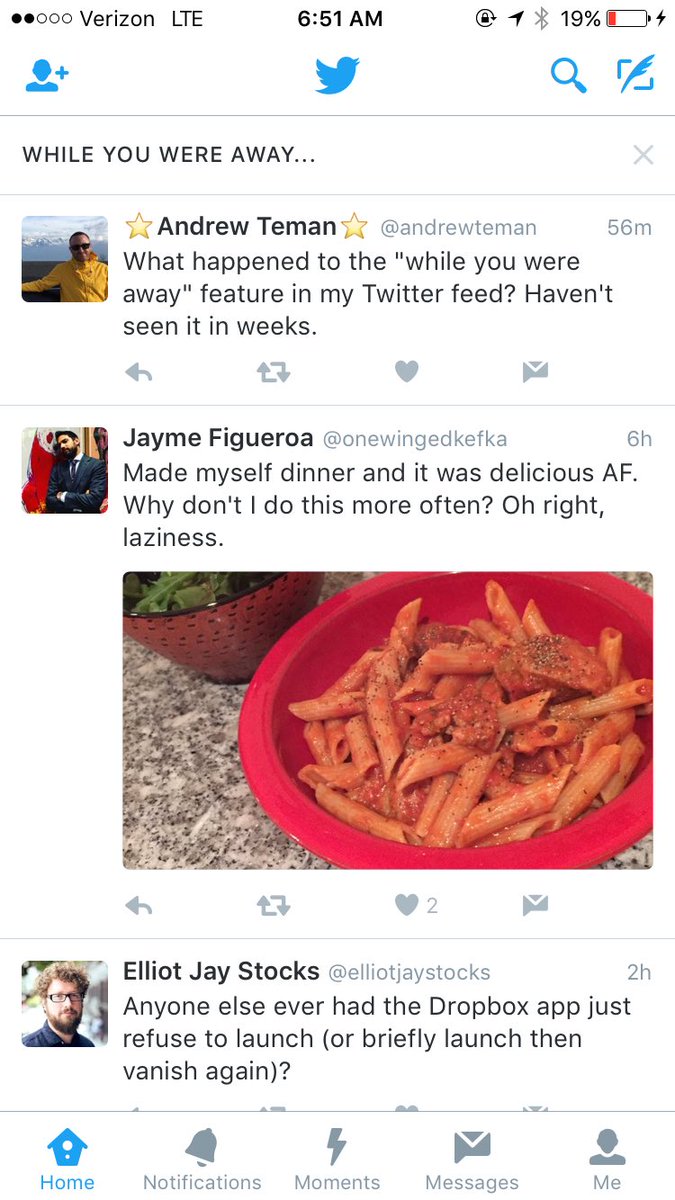 Verizon LTE 6:51 AM 19%
WHILE YOU WERE AWAY...
⭐Andrew Teman⭐ @andrewteman 56m
What happened to the "while you were
away" feature in my Twitter feed? Haven't
seen it in weeks.
Jayme Figueroa @onewingedkefka 6h
Made myself dinner and it was delicious AF.
Why don't I do this more often? Oh right,
laziness.
2
Elliot Jay Stocks @elliotjaystocks 2h
Anyone else ever had the Dropbox app just
refuse to launch (or briefly launch then
vanish again)?
Home Notifications Moments Messages Me